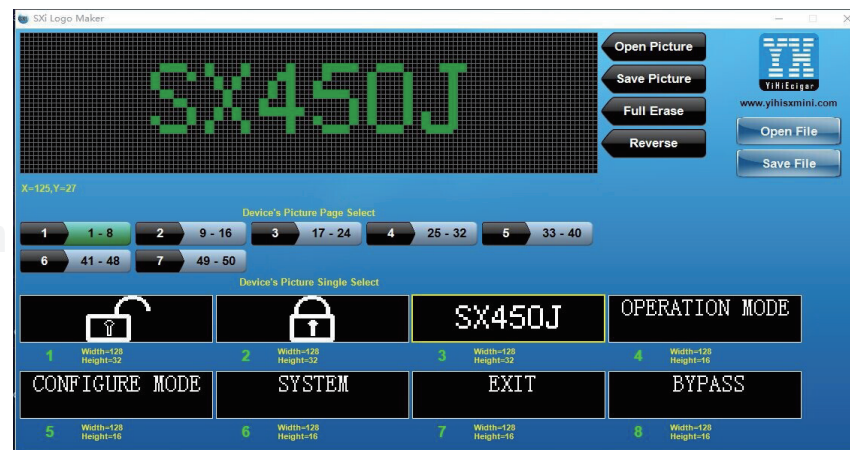 SXi Logo Maker
SX450J
Open Picture
Save Picture
Full Erase
Reverse
YX
YiHiEcigar
www.yihisxmini.com
Open File
Save File
X=125,Y=27
Device's Picture Page Select
1 1 - 8 2 9 - 16 3 17 - 24 4 25 - 32 5 33 - 40
6 41 - 48 7 49 - 50
Device's Picture Single Select
SX450J OPERATION MODE
1 Width=128 Height=32 2 Width=128 Height=32 3 Width=128 Height=32 4 Width=128 Height=16
CONFIGURE MODE SYSTEM EXIT BYPASS
5 Width=128 Height=16 6 Width=128 Height=16 7 Width=128 Height=16 8 Width=128 Height=16